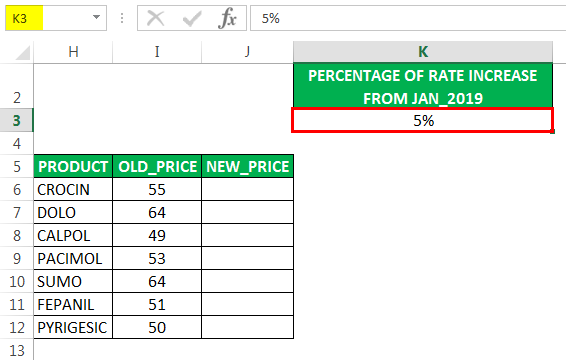 K3 5%
H I J K
PERCENTAGE OF RATE INCREASE
2 FROM JAN_2019
3 5%
4
5 PRODUCT OLD_PRICE NEW_PRICE
6 CROCIN 55
7 DOLO 64
8 CALPOL 49
9 PACIMOL 53
10 SUMO 64
11 FEPANIL 51
12 PYRIGESIC 50
13